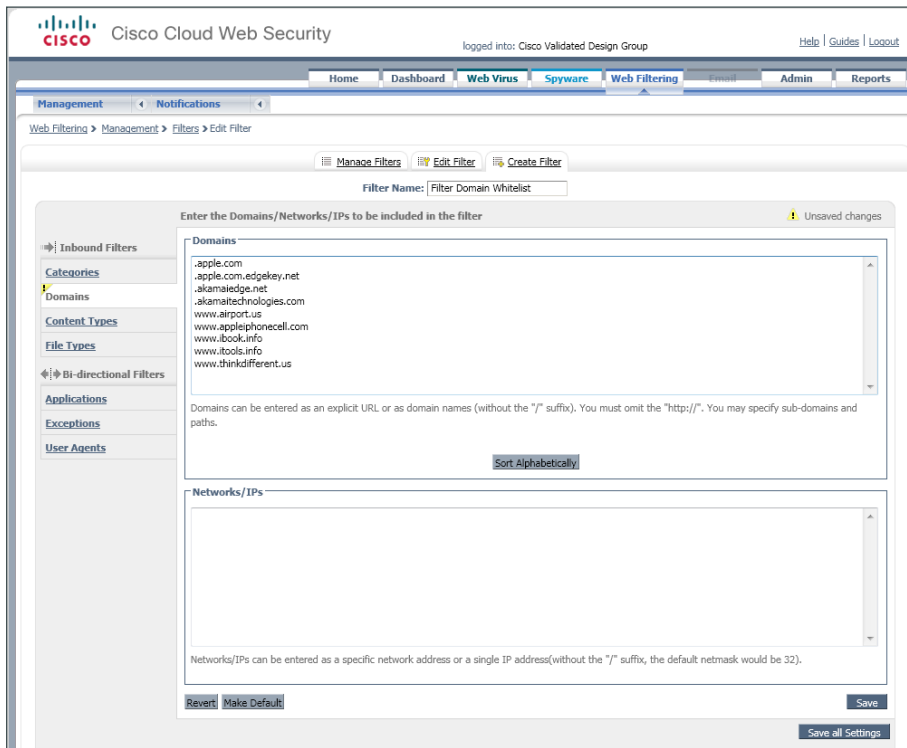 CISCO
Cisco Cloud Web Security
logged into: Cisco Validated Design Group
Help | Guides | Logout
Home Dashboard Web Virus Spyware Web Filtering Email Admin Reports
Management Notifications
Web Filtering > Management > Filters > Edit Filter
Manage Filters Edit Filter Create Filter
Filter Name: Filter Domain Whitelist
Enter the Domains/Networks/IPs to be included in the filter
Unsaved changes
Inbound Filters
Categories
Domains
Content Types
File Types
Bi-directional Filters
Applications
Exceptions
User Agents
Domains
.apple.com
.apple.com.edgekey.net
.akamaiedge.net
.akamaitechnologies.com
www.airport.us
www.appleiphonecell.com
www.ibook.info
www.itools.info
www.thinkdifferent.us
Domains can be entered as an explicit URL or as domain names (without the "/" suffix). You must omit the "http://". You may specify sub-domains and
paths.
Sort Alphabetically
Networks/IPs
Networks/IPs can be entered as a specific network address or a single IP address(without the "/" suffix, the default netmask would be 32).
Revert Make Default
Save
Save all Settings